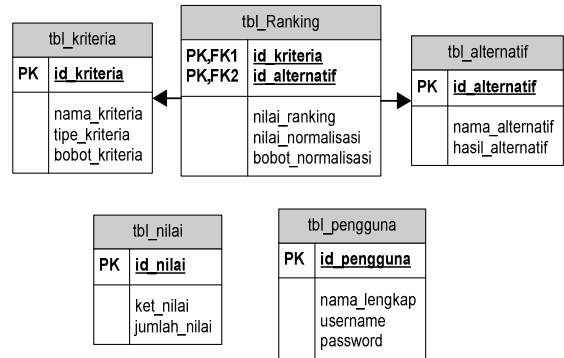 tbl_kriteria
PK id_kriteria
nama_kriteria
tipe_kriteria
bobot_kriteria
tbl_Ranking
PK,FK1 id_kriteria
PK,FK2 id_alternatif
nilai_ranking
nilai_normalisasi
bobot_normalisasi
tbl_alternatif
PK id_alternatif
nama_alternatif
hasil_alternatif
tbl_nilai
PK id_nilai
ket_nilai
jumlah_nilai
tbl_pengguna
PK id_pengguna
nama_lengkap
username
password